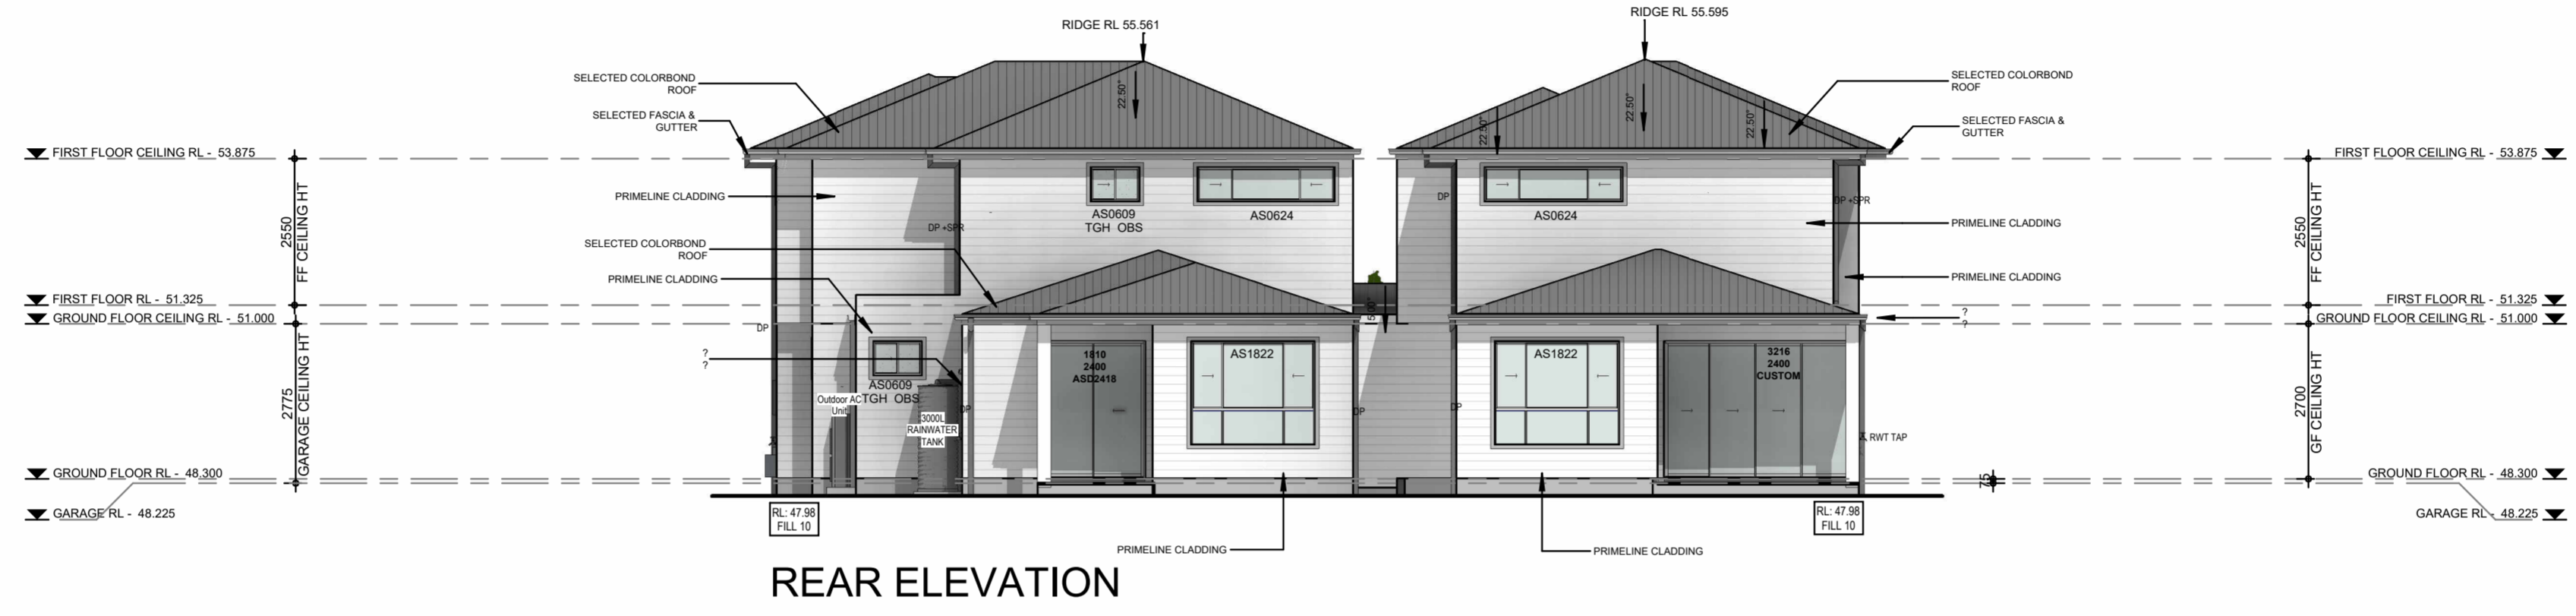 RIDGE RL 55.561
RIDGE RL 55.595
SELECTED COLORBOND
ROOF
SELECTED FASCIA &
GUTTER
22.50°
22.50°
22.50°
22.50°
SELECTED COLORBOND
ROOF
SELECTED FASCIA &
GUTTER
FIRST FLOOR CEILING RL - 53.875
FIRST FLOOR CEILING RL - 53.875
2550
FF CEILING HT
PRIMELINE CLADDING
AS0609
TGH OBS
AS0624
DP
AS0624
DP +SPR
DP +SPR
PRIMELINE CLADDING
2550
FF CEILING HT
SELECTED COLORBOND
ROOF
PRIMELINE CLADDING
PRIMELINE CLADDING
FIRST FLOOR RL - 51.325
FIRST FLOOR RL - 51.325
GROUND FLOOR CEILING RL - 51.000
GROUND FLOOR CEILING RL - 51.000
5.00°
?
?
DP
2775
GARAGE CEILING HT
?
?
AS0609
TGH OBS
Outdoor AC
Unit
3000L
RAINWATER
TANK
DP
1810
2400
ASD2418
AS1822
DP
DP
AS1822
3216
2400
CUSTOM
RWT TAP
2700
GF CEILING HT
GROUND FLOOR RL - 48.300
GROUND FLOOR RL - 48.300
75
GARAGE RL - 48.225
GARAGE RL - 48.225
RL: 47.98
FILL 10
RL: 47.98
FILL 10
PRIMELINE CLADDING
PRIMELINE CLADDING
REAR ELEVATION